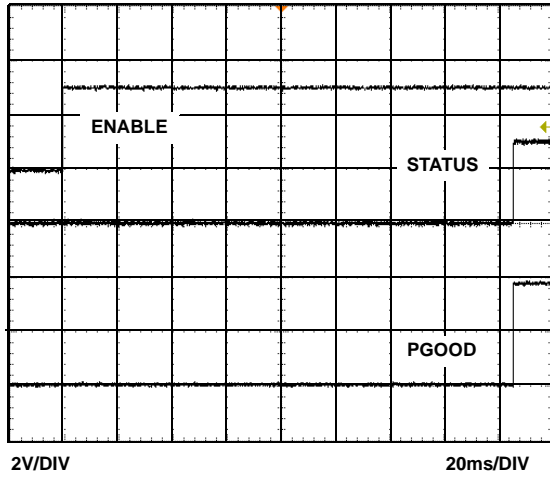 ENABLE
STATUS
PGOOD
2V/DIV
20ms/DIV